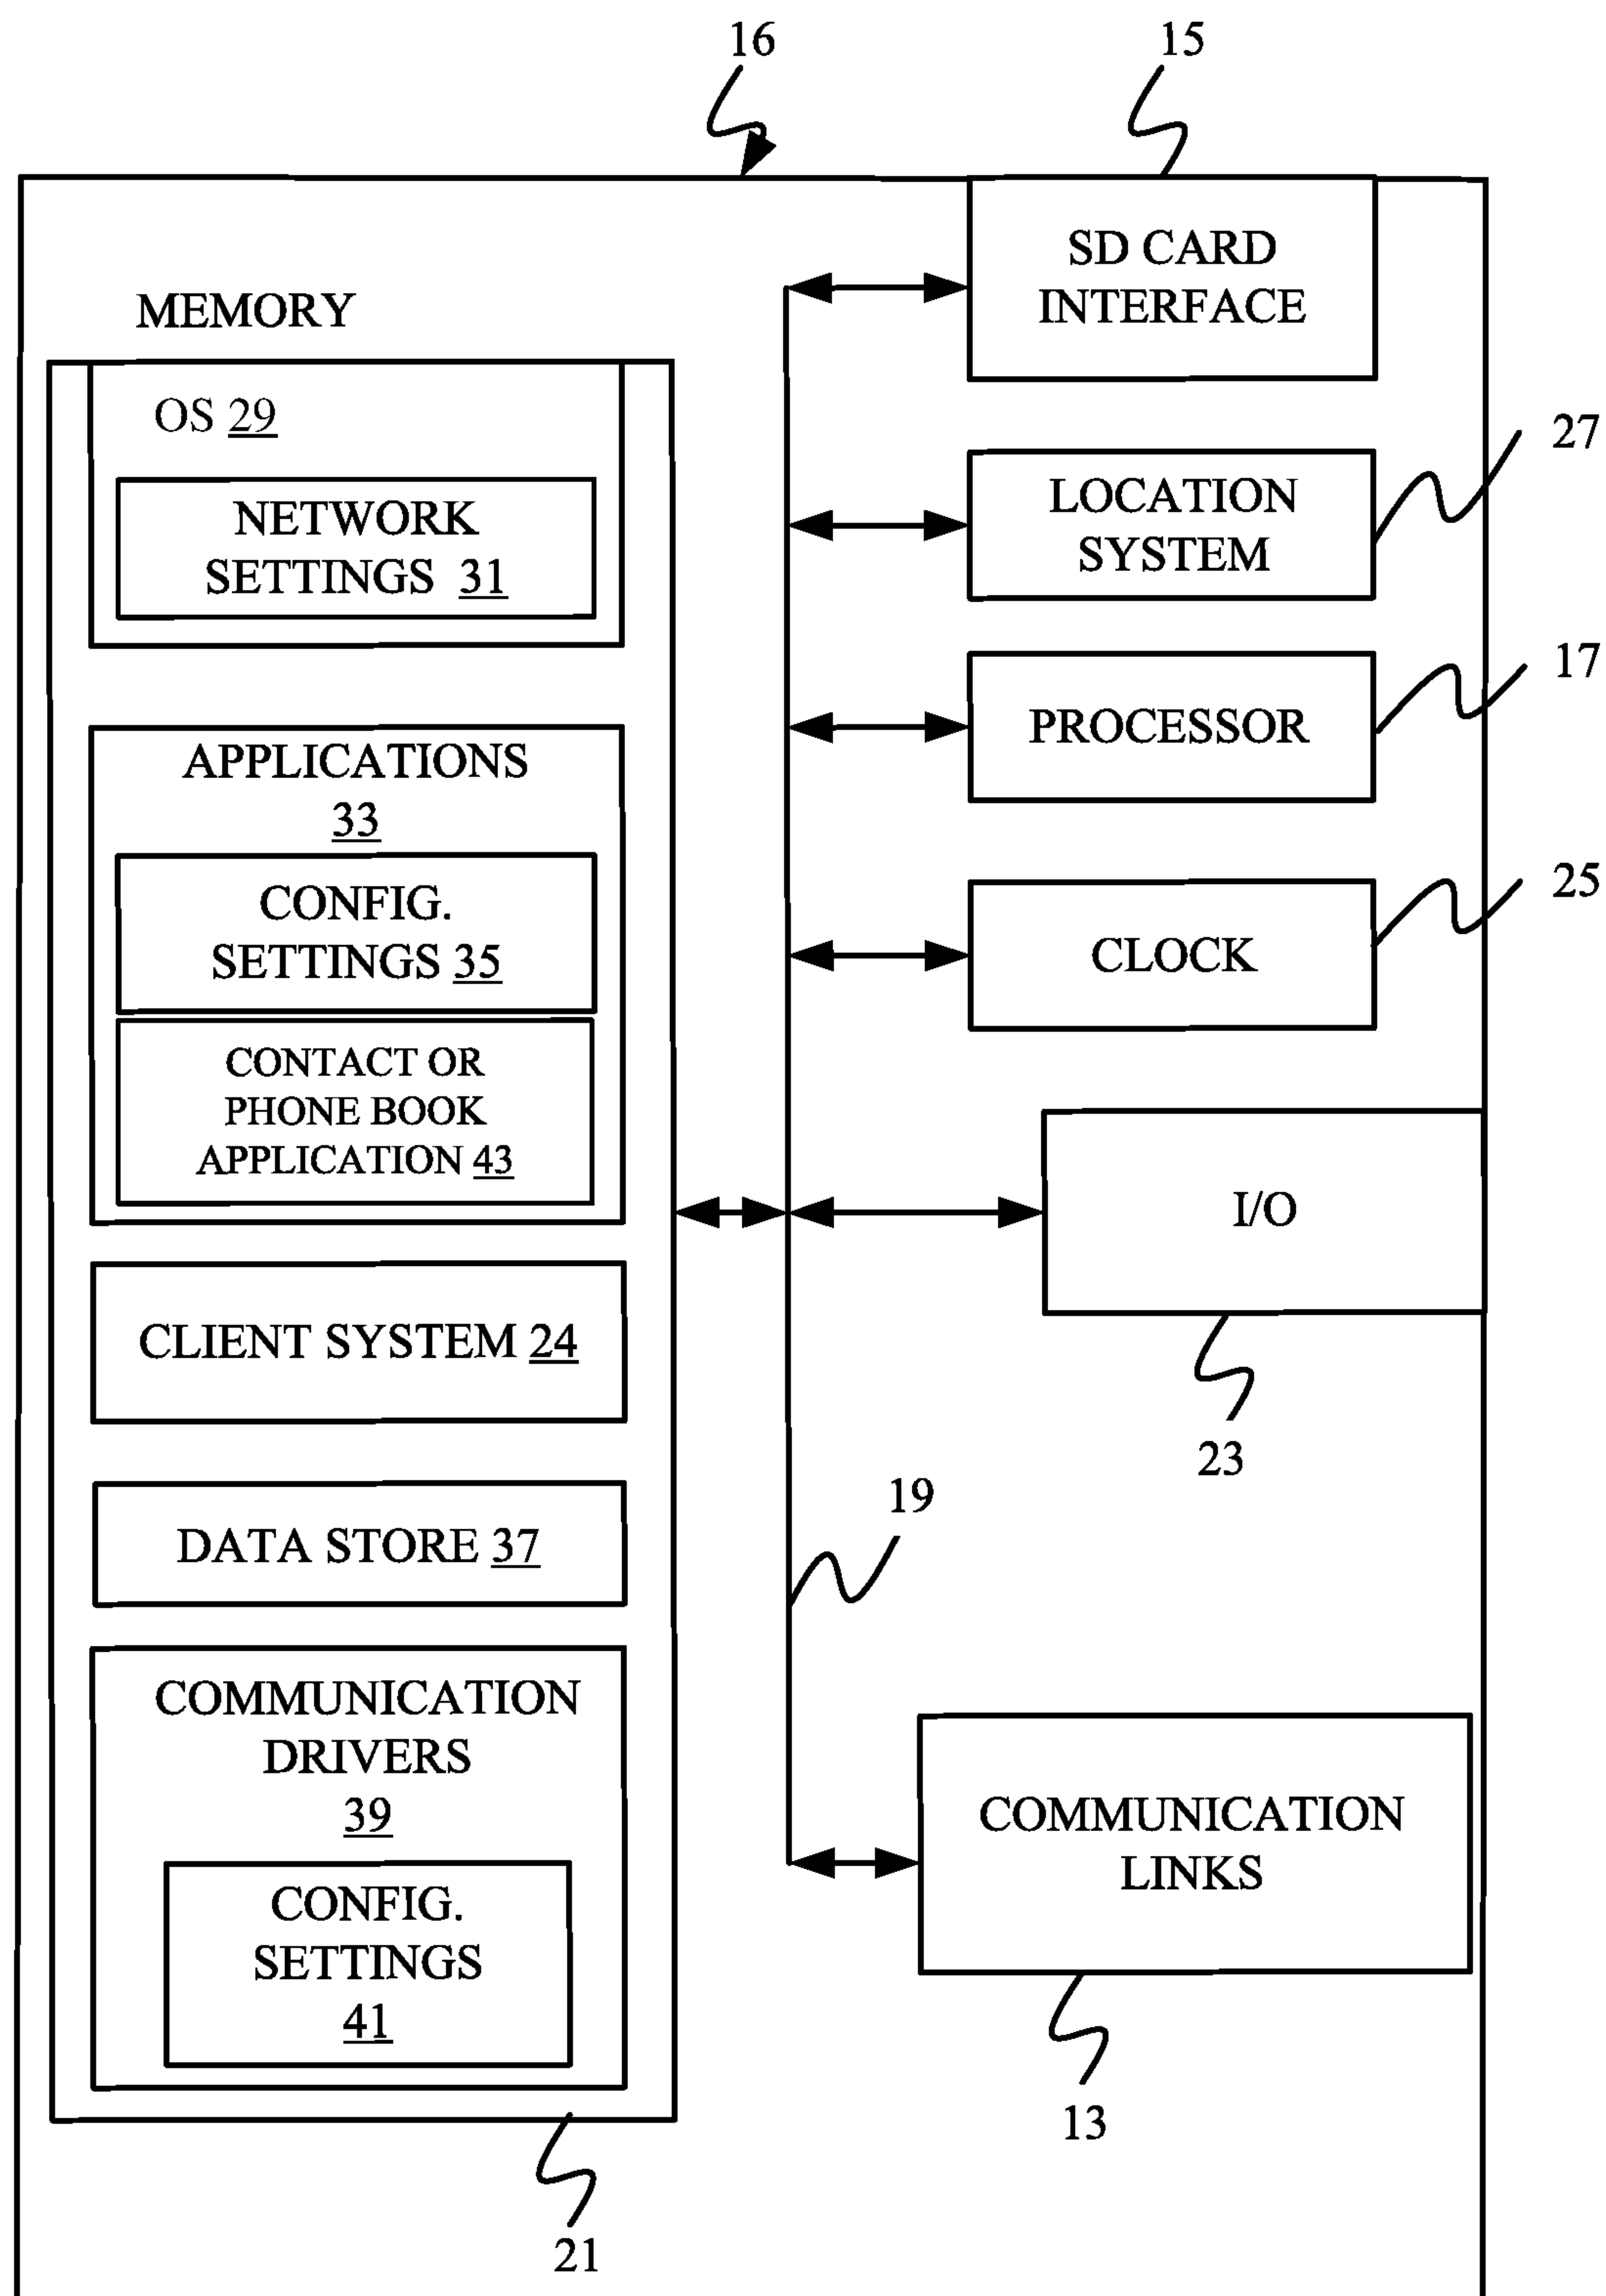 16
15
SD CARD
INTERFACE
MEMORY
OS 29
NETWORK
SETTINGS 31
27
LOCATION
SYSTEM
17
PROCESSOR
APPLICATIONS
33
CONFIG.
SETTINGS 35
25
CLOCK
CONTACT OR
PHONE BOOK
APPLICATION 43
I/O
23
CLIENT SYSTEM 24
19
DATA STORE 37
COMMUNICATION
DRIVERS
39
CONFIG.
SETTINGS
41
COMMUNICATION
LINKS
13
21